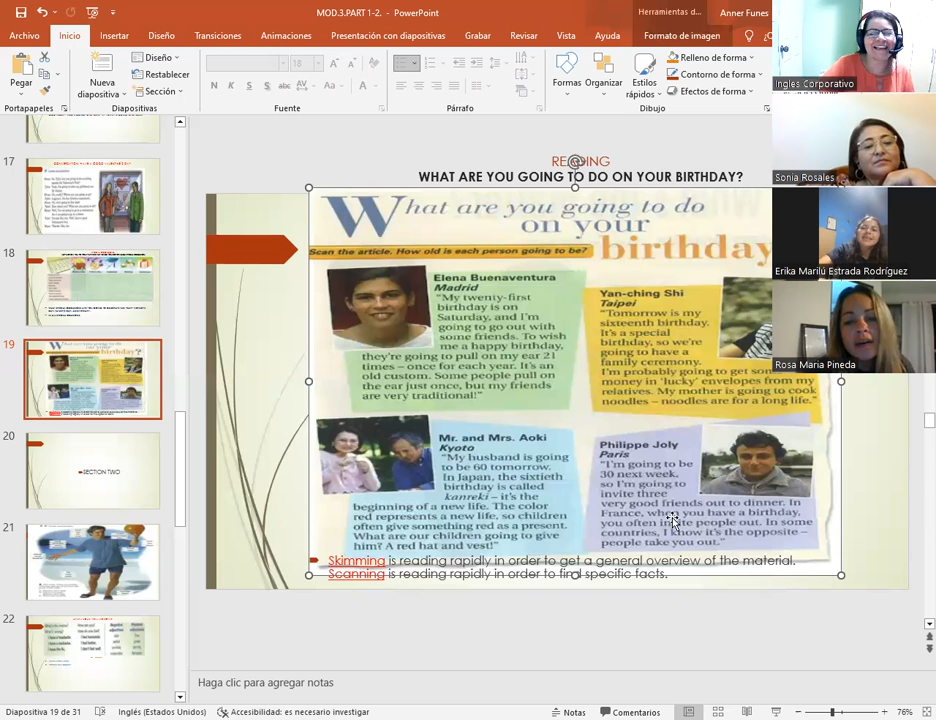 MOD.3.PART 1-2. - PowerPoint
Herramientas d...
Anner Funes
Archivo Inicio Insertar Diseño Transiciones Animaciones Presentación con diapositivas Grabar Revisar Vista Ayuda Formato de imagen
Pegar
Nueva
diapositiva
Diseño
Restablecer
Sección
18
N K S S ab AV Aa A
Formas
Organizar
Estilos
rápidos
Relleno de forma
Contorno de forma
Efectos de forma
Portapapeles Diapositivas Fuente Párrafo Dibujo
Ingles Corporativo
Sonia Rosales
Erika Marilú Estrada Rodríguez
Rosa Maria Pineda
17
18
19
20
SECTION TWO
21
22
READING
WHAT ARE YOU GOING TO DO ON YOUR BIRTHDAY?
What are you going to do
on your
birthday
Scan the article. How old is each person going to be?
Elena Buenaventura
Madrid
"My twenty-first
birthday is on
Saturday, and I'm
going to go out with
some friends. To wish
me a happy birthday,
they're going to pull on my ear 21
times – once for each year. It's an
old custom. Some people pull on
the ear just once, but my friends
are very traditional!"
Yan-ching Shi
Taipei
"Tomorrow is my
sixteenth birthday.
It's a special
birthday, so we're
going to have a
family ceremony.
I'm probably going to get some
money in 'lucky' envelopes from my
relatives. My mother is going to cook
noodles – noodles are for a long life."
Mr. and Mrs. Aoki
Kyoto
"My husband is going
to be 60 tomorrow.
In Japan, the sixtieth
birthday is called
kanreki – it's the
beginning of a new life. The color
red represents a new life, so children
often give something red as a present.
What are our children going to give
him? A red hat and vest!"
Philippe Joly
Paris
"I'm going to be
30 next week,
so I'm going to
invite three
very good friends out to dinner. In
France, when you have a birthday,
you often invite people out. In some
countries, I know it's the opposite –
people take you out."
Skimming is reading rapidly in order to get a general overview of the material.
Scanning is reading rapidly in order to find specific facts.
Haga clic para agregar notas
Diapositiva 19 de 31 Inglés (Estados Unidos) Accesibilidad: es necesario investigar Notas Comentarios 76%